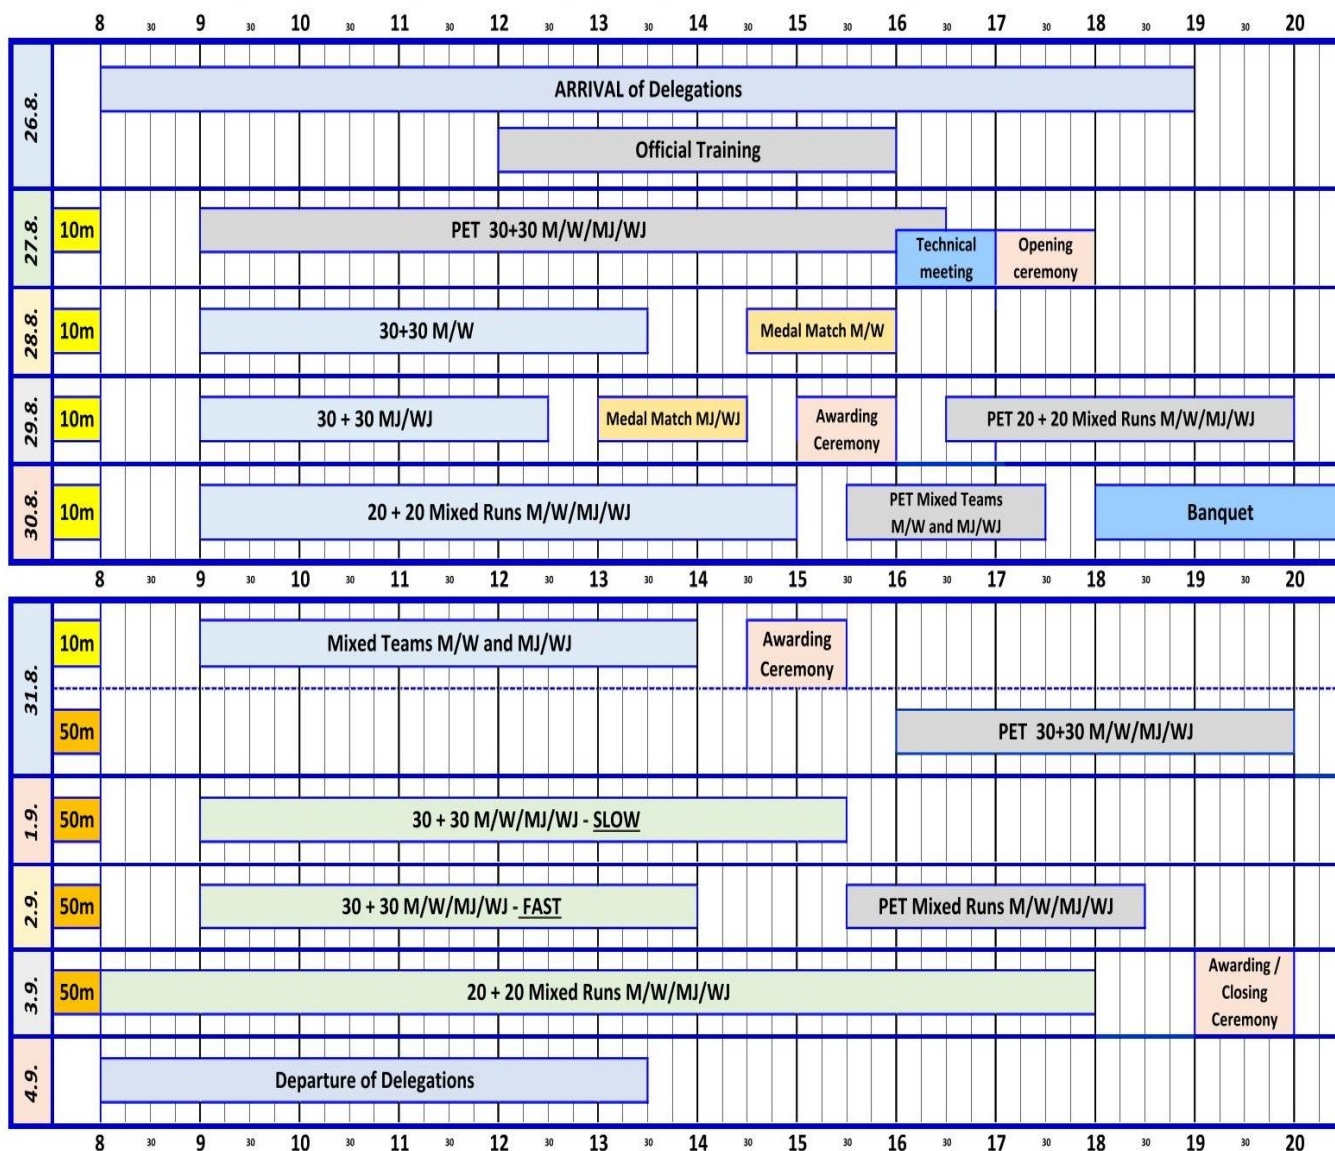 8 30 9 30 10 30 11 30 12 30 13 30 14 30 15 30 16 30 17 30 18 30 19 30 20
26.8.
ARRIVAL of Delegations
Official Training
27.8.
10m
PET 30+30 M/W/MJ/WJ
Technical
meeting
Opening
ceremony
28.8.
10m
30+30 M/W
Medal Match M/W
29.8.
10m
30 + 30 MJ/WJ
Medal Match MJ/WJ
Awarding
Ceremony
PET 20 + 20 Mixed Runs M/W/MJ/WJ
30.8.
10m
20 + 20 Mixed Runs M/W/MJ/WJ
PET Mixed Teams
M/W and MJ/WJ
Banquet
8 30 9 30 10 30 11 30 12 30 13 30 14 30 15 30 16 30 17 30 18 30 19 30 20
31.8.
10m
Mixed Teams M/W and MJ/WJ
Awarding
Ceremony
50m
PET 30+30 M/W/MJ/WJ
1.9.
50m
30 + 30 M/W/MJ/WJ - SLOW
2.9.
50m
30 + 30 M/W/MJ/WJ - FAST
PET Mixed Runs M/W/MJ/WJ
3.9.
50m
20 + 20 Mixed Runs M/W/MJ/WJ
Awarding /
Closing
Ceremony
4.9.
Departure of Delegations
8 30 9 30 10 30 11 30 12 30 13 30 14 30 15 30 16 30 17 30 18 30 19 30 20